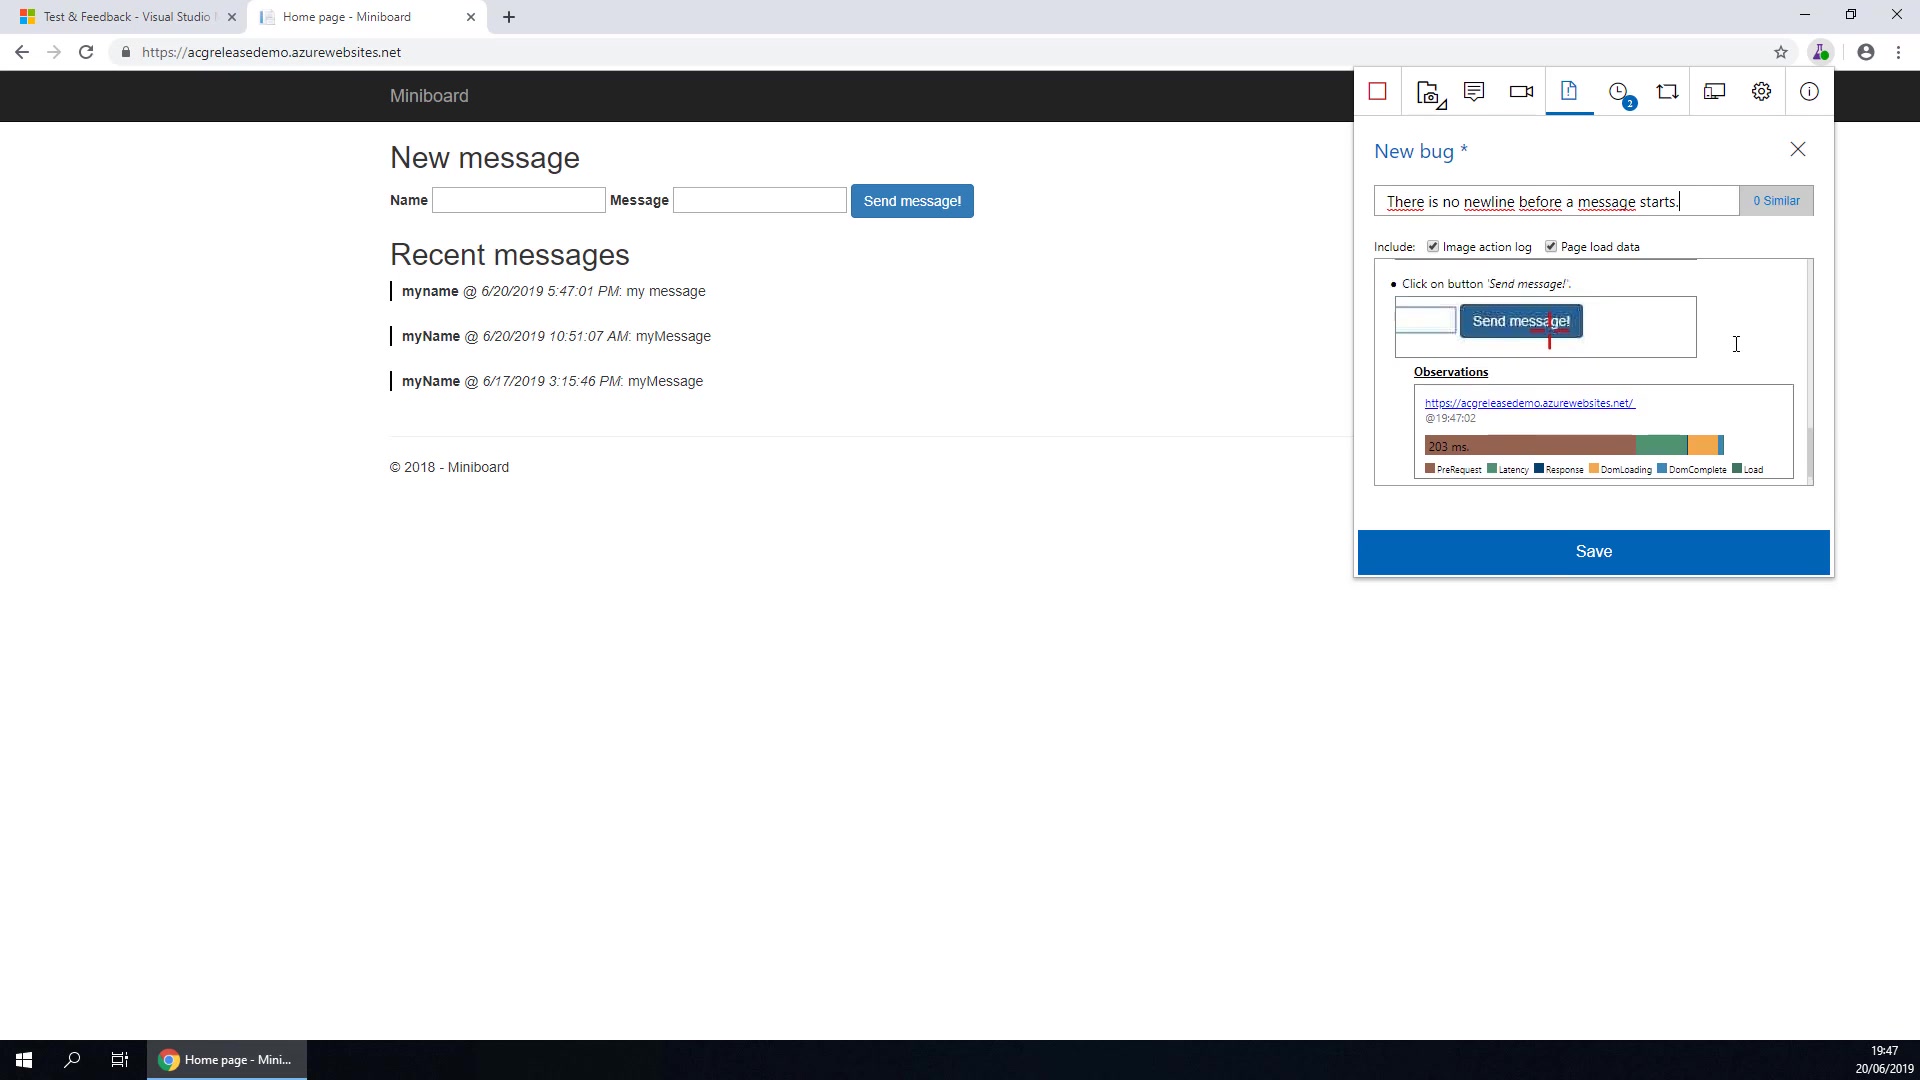 Test & Feedback - Visual Studio
Home page - Miniboard
https://acgreleasedemo.azurewebsites.net
Miniboard
New message
Name
Message
Send message!
Recent messages
myname @ 6/20/2019 5:47:01 PM: my message
myName @ 6/20/2019 10:51:07 AM: myMessage
myName @ 6/17/2019 3:15:46 PM: myMessage
© 2018 - Miniboard
2
New bug *
There is no newline before a message starts.
0 Similar
Include: Image action log Page load data
Click on button 'Send message!'.
Send message!
Observations
https://acgreleasedemo.azurewebsites.net/
@19:47:02
203 ms.
PreRequest Latency Response DomLoading DomComplete Load
Save
Home page - Mini...
19:47
20/06/2019